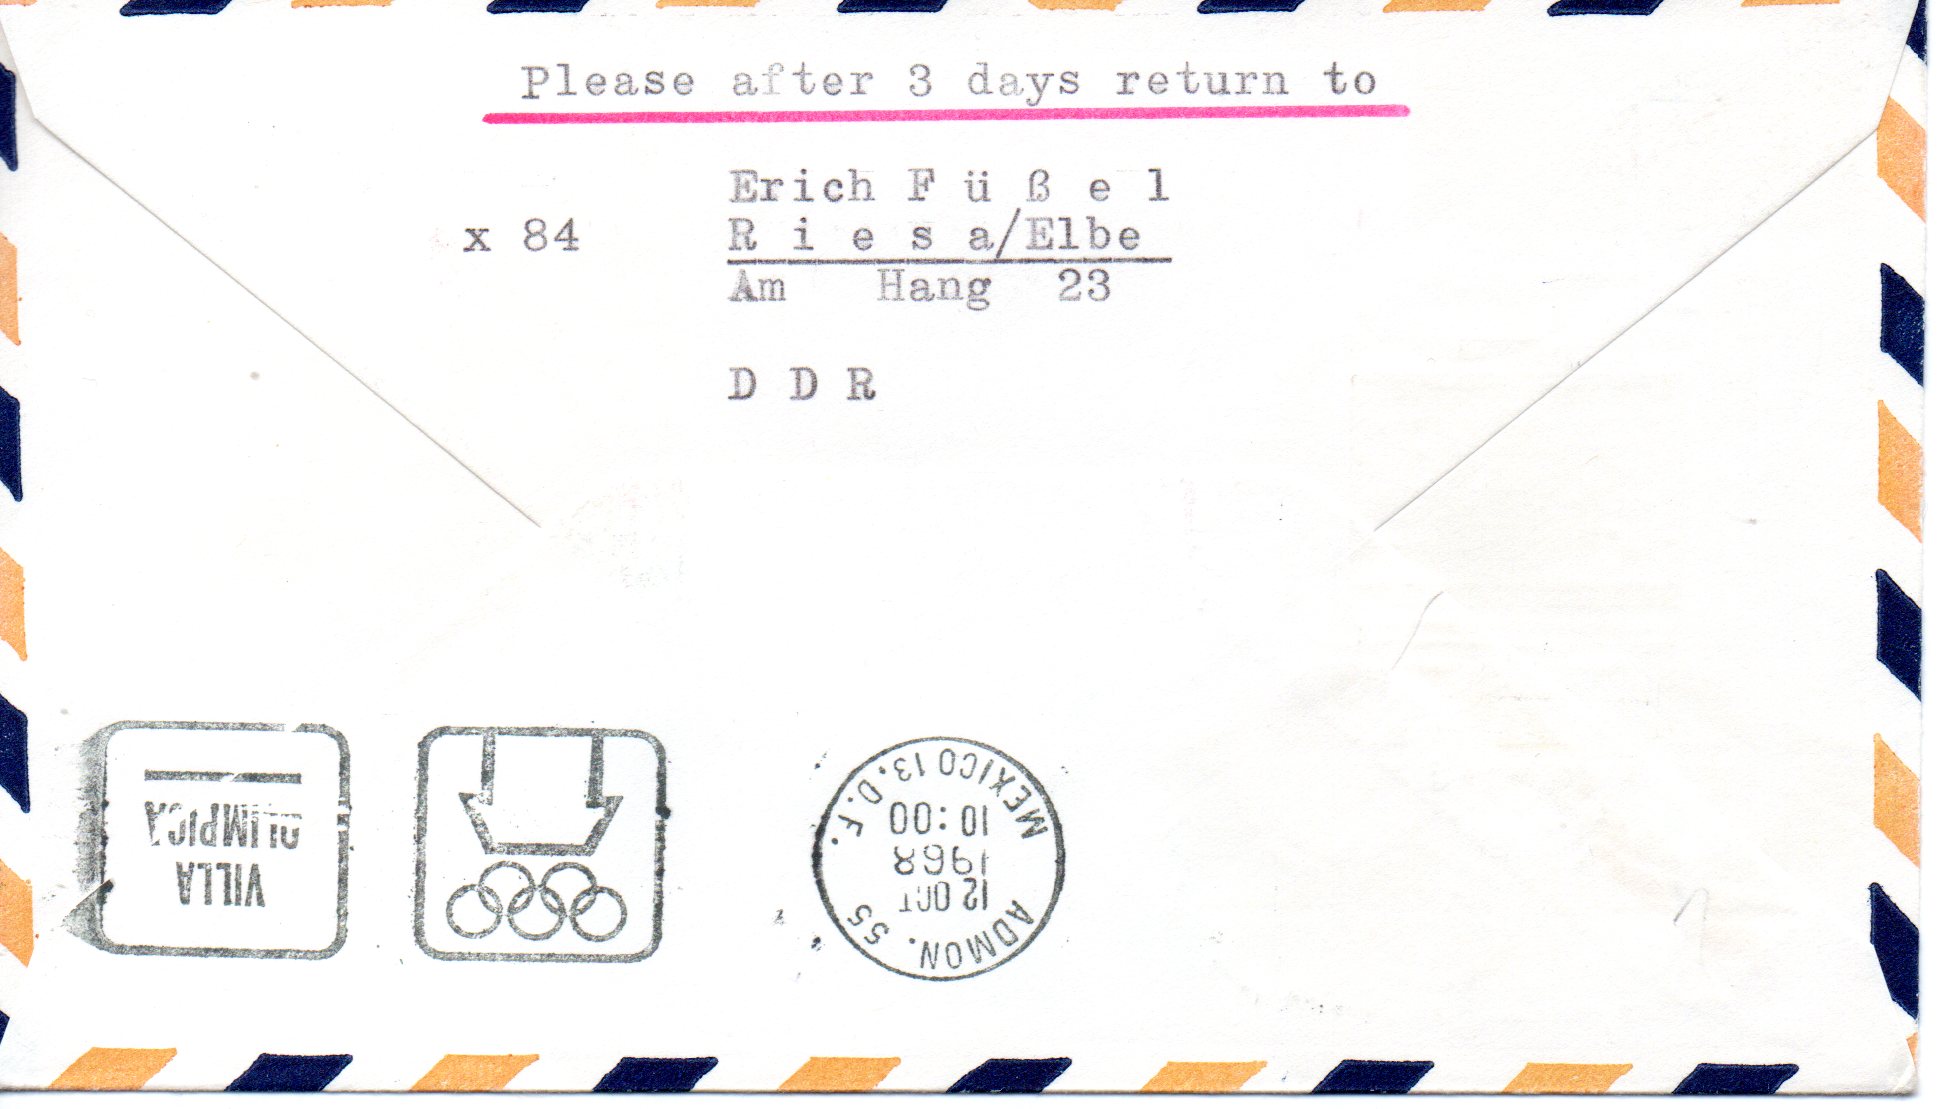 Please after 3 days return to
Erich F ü ß e l
x 84 R i e s a/Elbe
Am Hang 23
D D R
VILLA
OLIMPICA
ADMON. 55
12 OCT
1968
10:00
MEXICO 13. D. F.